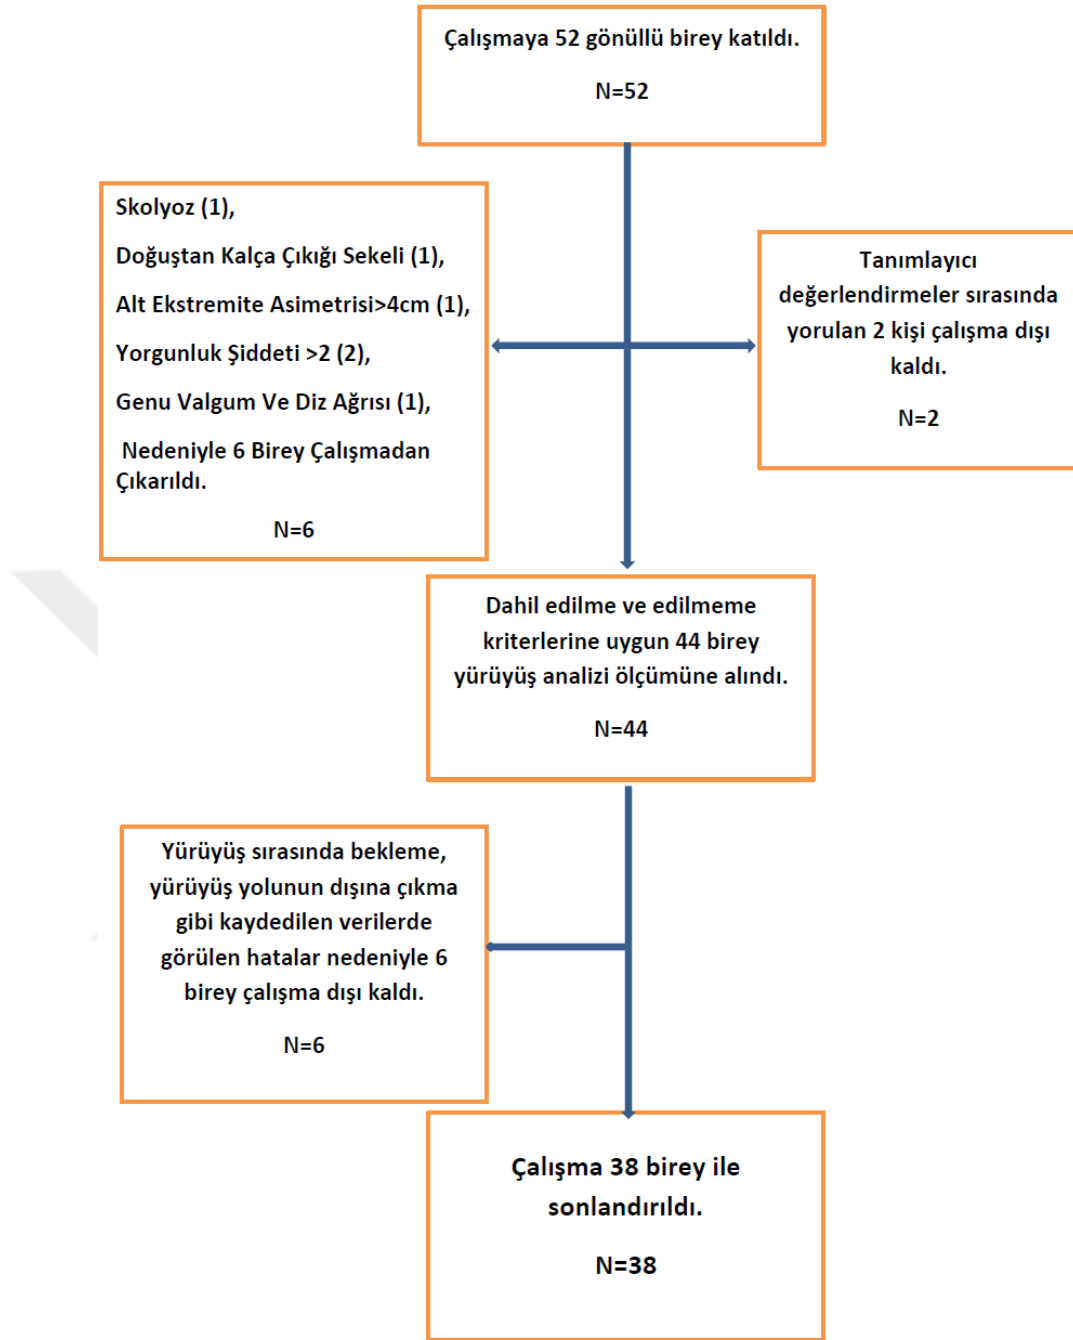 Çalışmaya 52 gönüllü birey katıldı.
N=52
Skolyoz (1),
Doğuştan Kalça Çıkığı Sekeli (1),
Alt Ekstremite Asimetrisi>4cm (1),
Yorgunluk Şiddeti >2 (2),
Genu Valgum Ve Diz Ağrısı (1),
Nedeniyle 6 Birey Çalışmadan
Çıkarıldı.
N=6
Tanımlayıcı
değerlendirmeler sırasında
yorulan 2 kişi çalışma dışı
kaldı.
N=2
Dahil edilme ve edilmeme
kriterlerine uygun 44 birey
yürüyüş analizi ölçümüne alındı.
N=44
Yürüyüş sırasında bekleme,
yürüyüş yolunun dışına çıkma
gibi kaydedilen verilerde
görülen hatalar nedeniyle 6
birey çalışma dışı kaldı.
N=6
Çalışma 38 birey ile
sonlandırıldı.
N=38